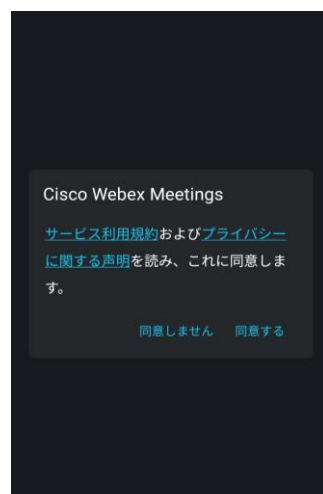 Cisco Webex Meetings
サービス利用規約およびプライバシー
に関する声明を読み、これに同意しま
す。
同意しません 同意する